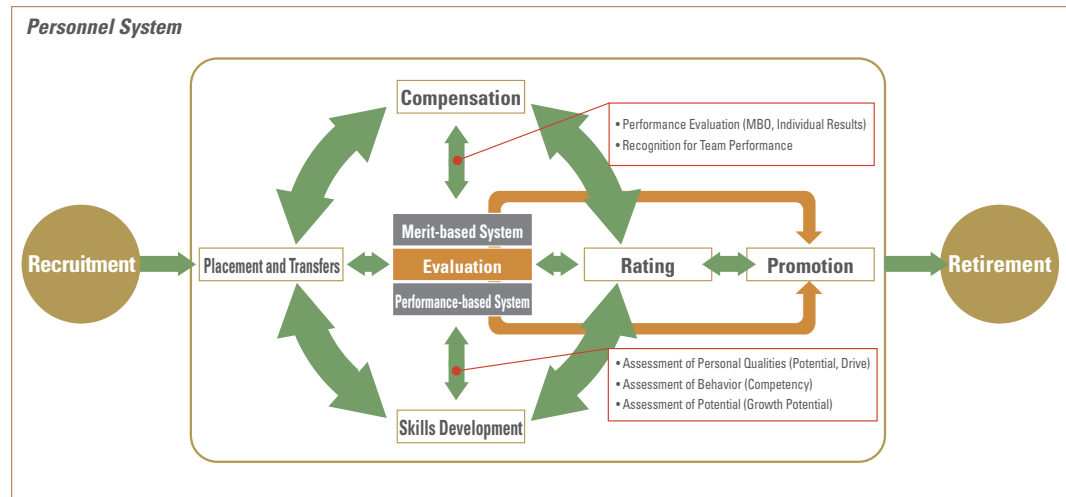 Personnel System
Compensation
• Performance Evaluation (MBO, Individual Results)
• Recognition for Team Performance
Merit-based System
Recruitment
Placement and Transfers
Evaluation
Rating
Promotion
Retirement
Performance-based System
• Assessment of Personal Qualities (Potential, Drive)
• Assessment of Behavior (Competency)
• Assessment of Potential (Growth Potential)
Skills Development